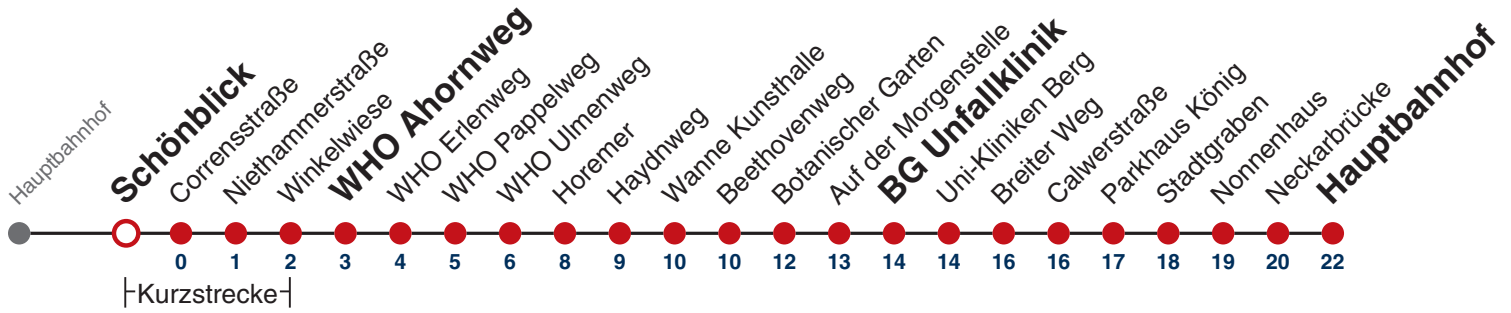 Hauptbahnhof
Schönblick
Corrensstraße
Niethammerstraße
Winkelwiese
WHO Ahornweg
WHO Erlenweg
WHO Pappelweg
WHO Ulmenweg
Horemer
Haydnweg
Wanne Kunsthalle
Beethovenweg
Botanischer Garten
Auf der Morgenstelle
BG Unfallklinik
Uni-Kliniken Berg
Breiter Weg
Calwerstraße
Parkhaus König
Stadtgraben
Nonnenhaus
Neckarbrücke
Hauptbahnhof
0 1 2 3 4 5 6 8 9 10 10 12 13 14 14 16 16 17 18 19 20 22
Kurzstrecke